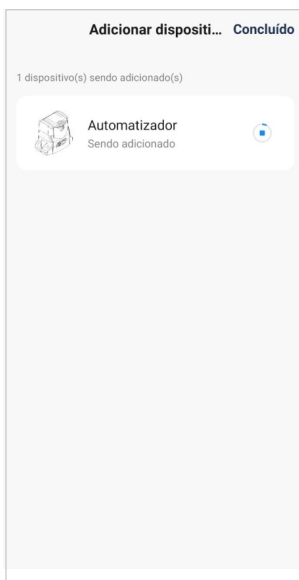 Adicionar dispositi... Concluído
1 dispositivo(s) sendo adicionado(s)
Automatizador
Sendo adicionado